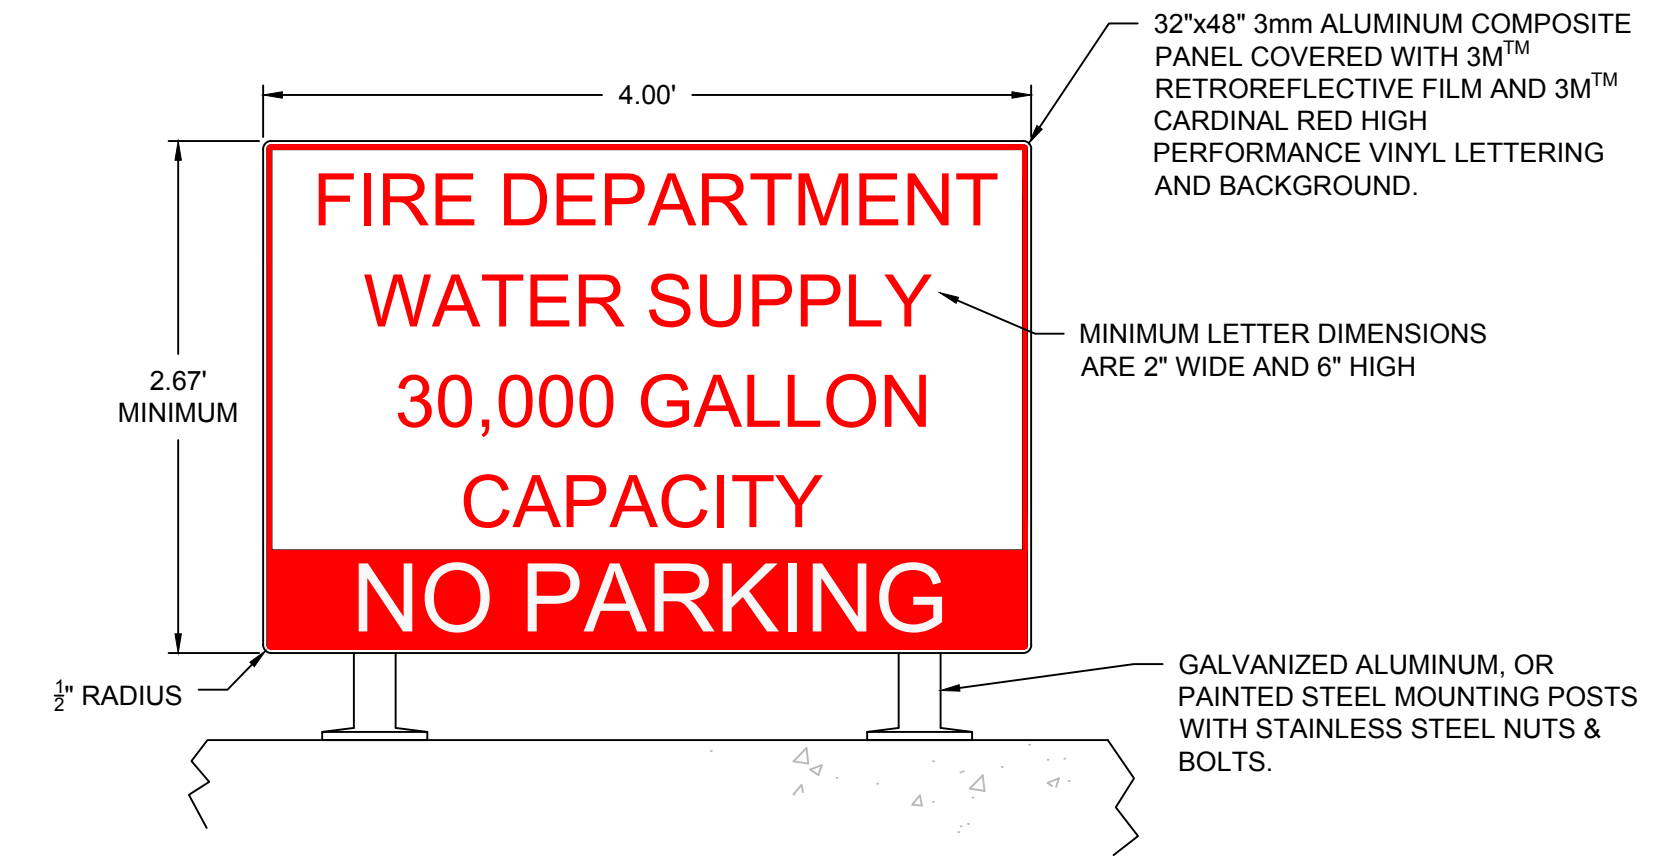 32"x48" 3mm ALUMINUM COMPOSITE
PANEL COVERED WITH 3M™
RETROREFLECTIVE FILM AND 3M™
CARDINAL RED HIGH
PERFORMANCE VINYL LETTERING
AND BACKGROUND.
4.00'
FIRE DEPARTMENT
WATER SUPPLY
30,000 GALLON
CAPACITY
NO PARKING
MINIMUM LETTER DIMENSIONS
ARE 2" WIDE AND 6" HIGH
2.67'
MINIMUM
½" RADIUS
GALVANIZED ALUMINUM, OR
PAINTED STEEL MOUNTING POSTS
WITH STAINLESS STEEL NUTS &
BOLTS.